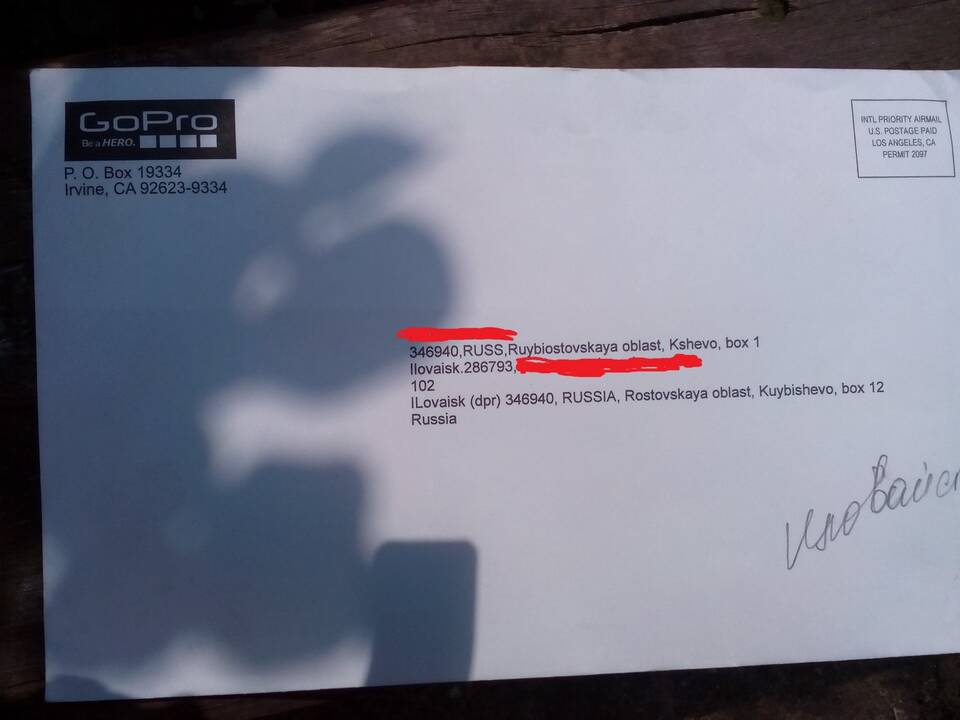 GoPro
Be a HERO.
P. O. Box 19334
Irvine, CA 92623-9334
INTL PRIORITY AIRMAIL
U.S. POSTAGE PAID
LOS ANGELES, CA
PERMIT 2097
346940,RUSS,Ruybiostovskaya oblast, Kshevo, box 1
Ilovaisk.286793,
102
ILovaisk (dpr) 346940, RUSSIA, Rostovskaya oblast, Kuybishevo, box 12
Russia